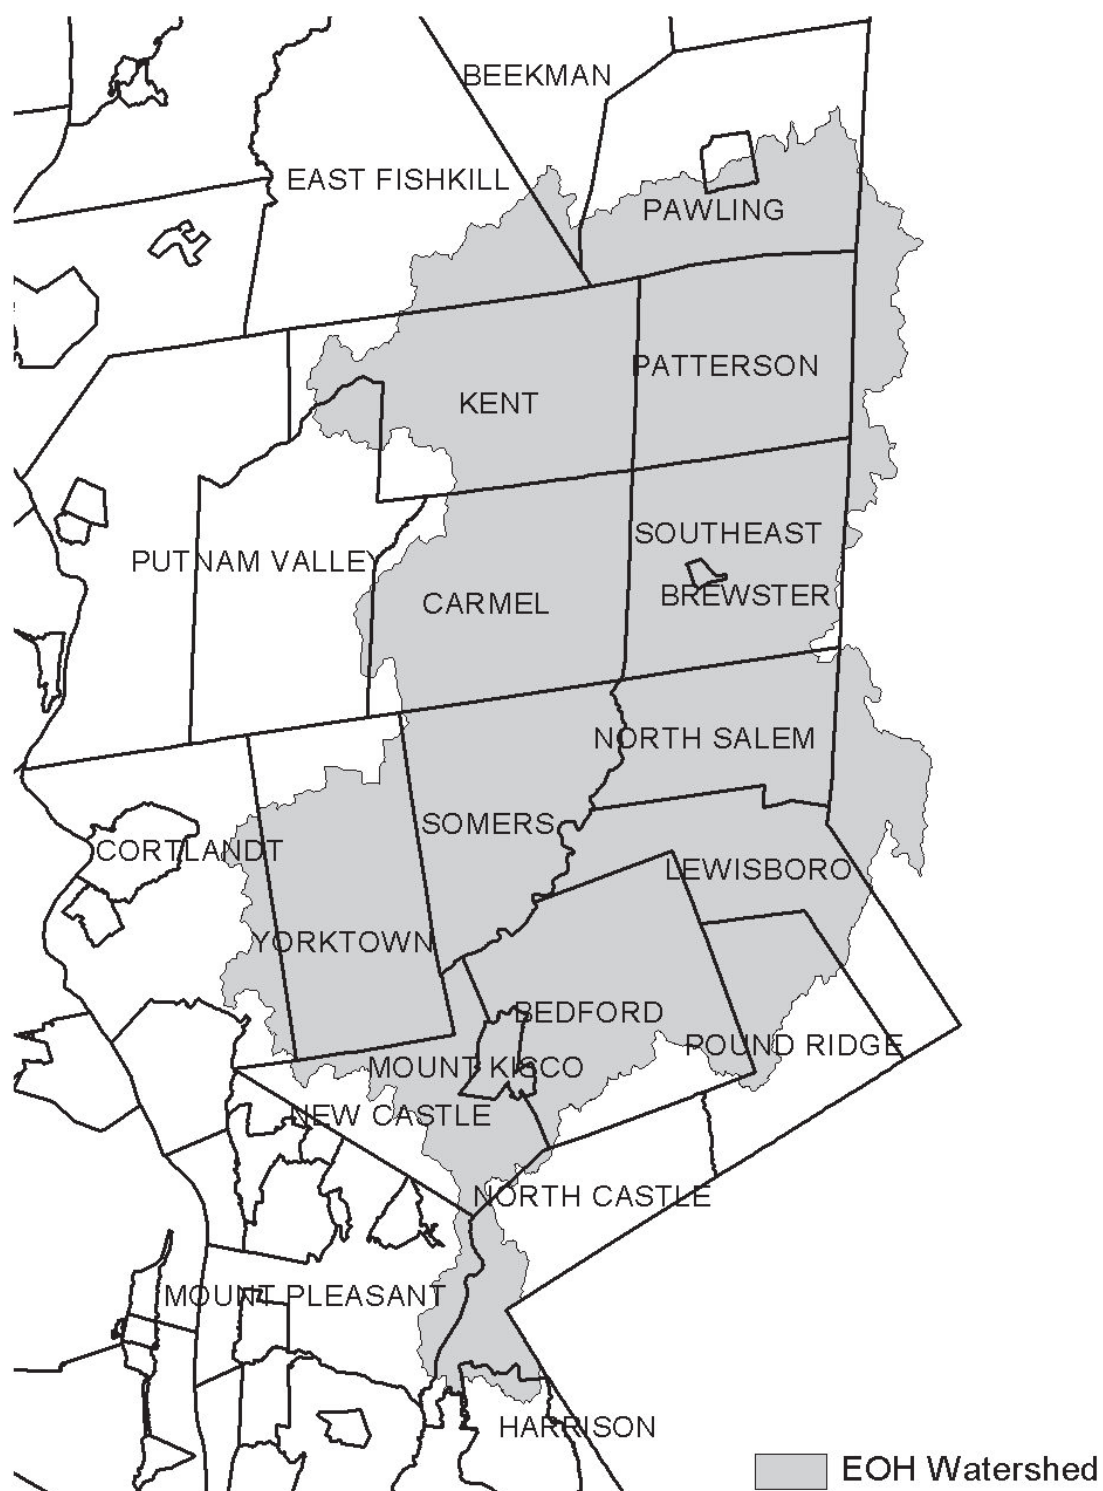 BEEKMAN
EAST FISHKILL
PAWLING
PATTERSON
KENT
SOUTHEAST
PUTNAM VALLEY
BREWSTER
CARMEL
NORTH SALEM
SOMERS
CORTLANDT
LEWISBORO
YORKTOWN
BEDFORD
POUND RIDGE
MOUNT KISCO
NEW CASTLE
NORTH CASTLE
MOUNT PLEASANT
HARRISON
EOH Watershed